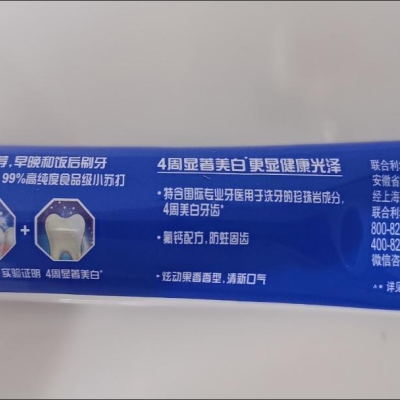 荐,早晚和饭后刷牙
99%高纯度食品级小苏打
+
实验证明 4周显著美白*
4周显著美白*更显健康光泽
·特含国际专业牙医用于洗牙的珍珠岩成分,
4周美白牙齿*
·氟钙配方,防蛀固齿
·炫动果香香型,清新口气
联合利
安徽省
经上海
联合利
800-82
400-82
微信咨
详见